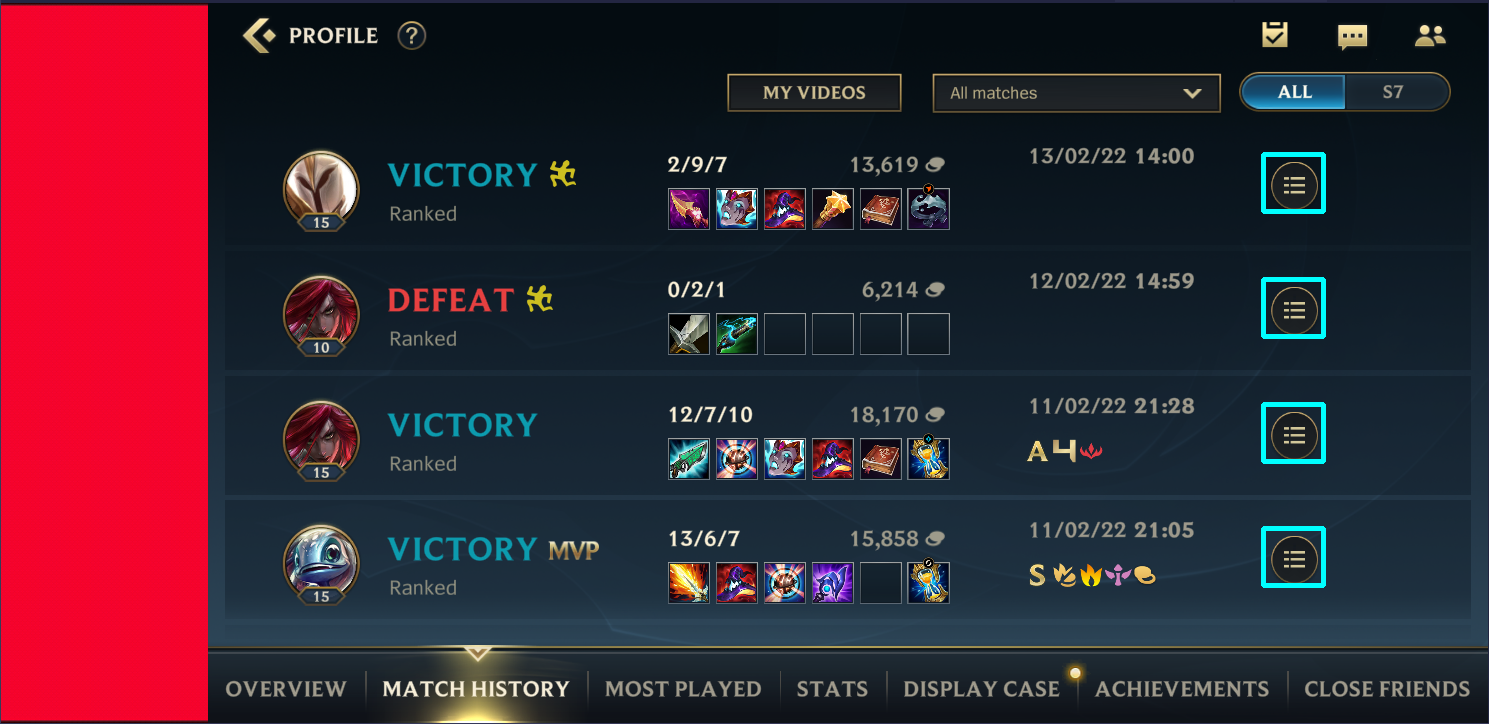 PROFILE ?
MY VIDEOS All matches ALL S7
VICTORY 2/9/7 13,619 13/02/22 14:00
Ranked
15
DEFEAT 0/2/1 6,214 12/02/22 14:59
Ranked
10
VICTORY 12/7/10 18,170 11/02/22 21:28
Ranked A 4
15
VICTORY MVP 13/6/7 15,858 11/02/22 21:05
Ranked S
15
OVERVIEW MATCH HISTORY MOST PLAYED STATS DISPLAY CASE ACHIEVEMENTS CLOSE FRIENDS